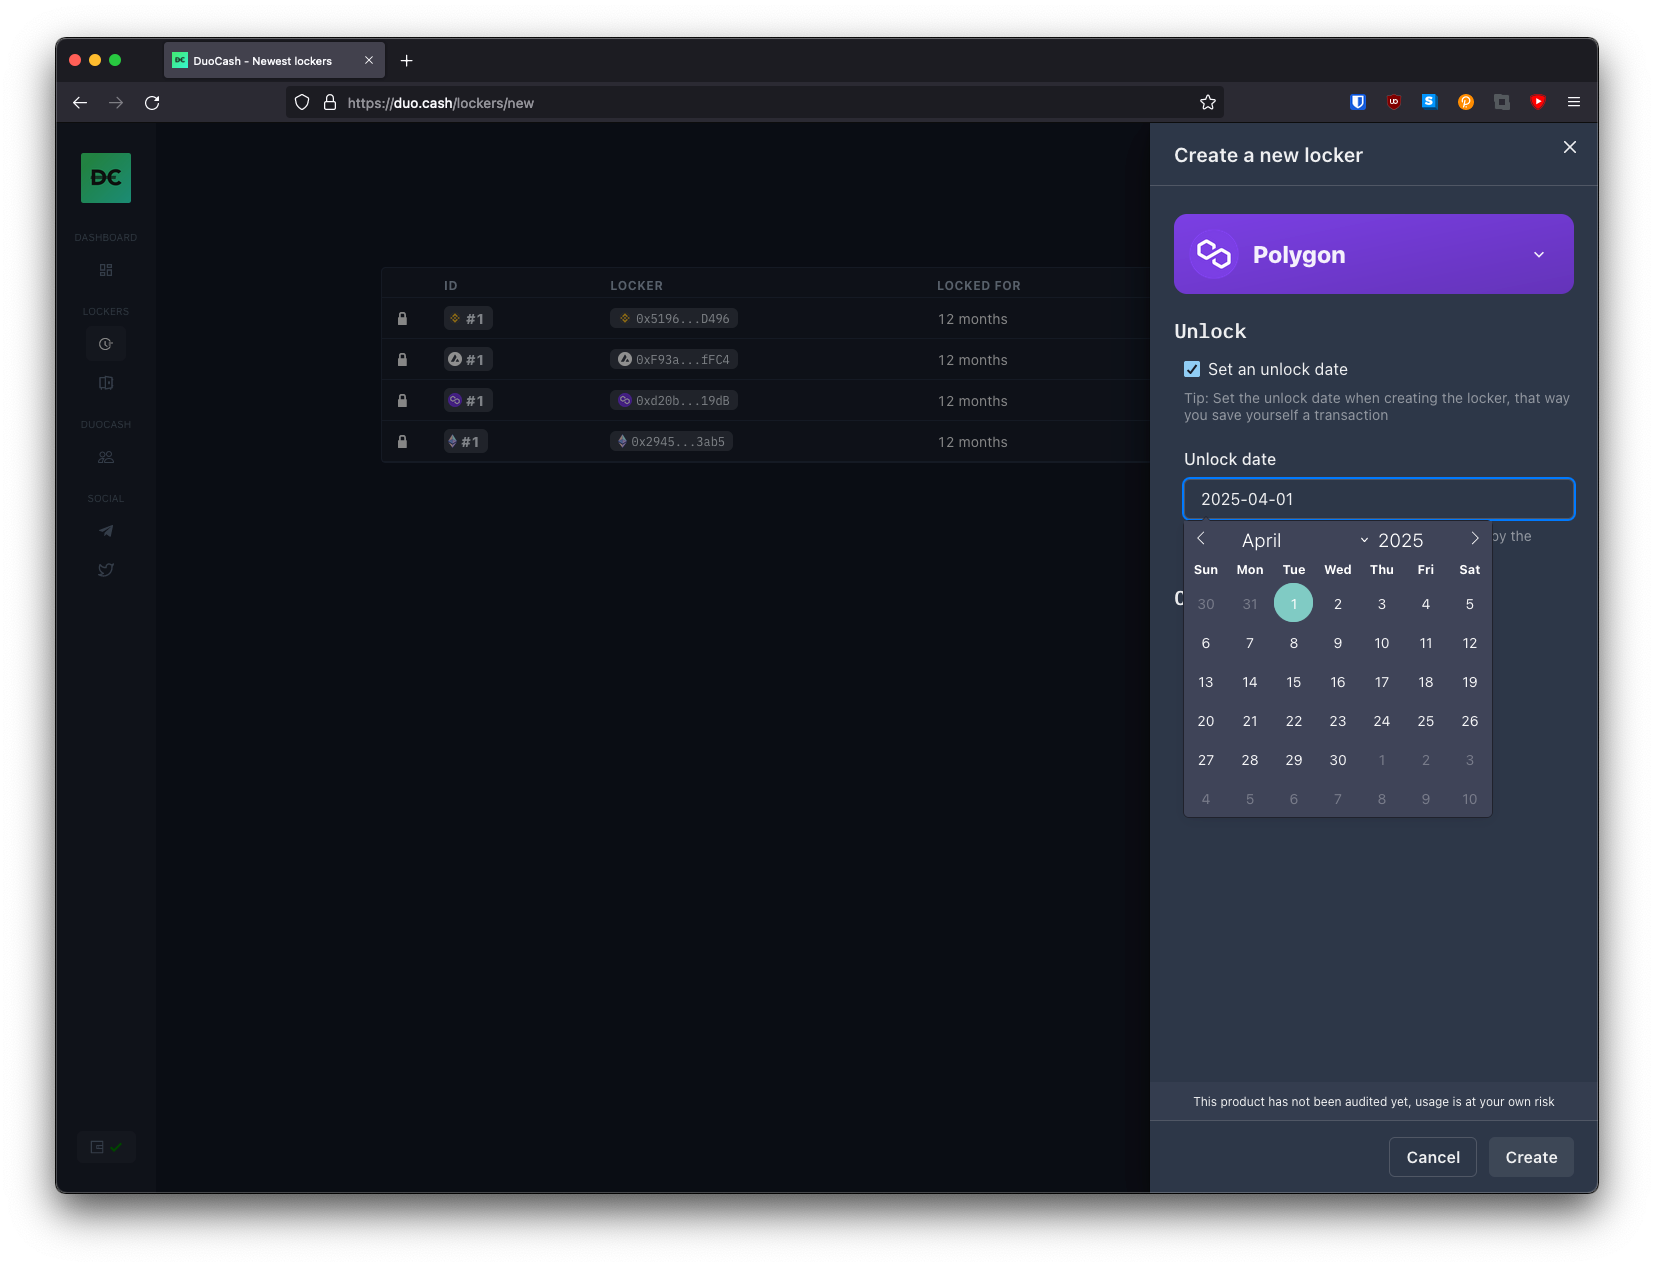 DuoCash - Newest lockers
https://duo.cash/lockers/new
DC
DASHBOARD
LOCKERS
DUOCASH
SOCIAL
ID LOCKER LOCKED FOR
#1 0x5196...D496 12 months
#1 0xF93a...fFC4 12 months
#1 0xd20b...19dB 12 months
#1 0x2945...3ab5 12 months
Create a new locker
Polygon
Unlock
Set an unlock date
Tip: Set the unlock date when creating the locker, that way
you save yourself a transaction
Unlock date
2025-04-01
by the
April 2025
Sun Mon Tue Wed Thu Fri Sat
30 31 1 2 3 4 5
6 7 8 9 10 11 12
13 14 15 16 17 18 19
20 21 22 23 24 25 26
27 28 29 30 1 2 3
4 5 6 7 8 9 10
This product has not been audited yet, usage is at your own risk
Cancel Create